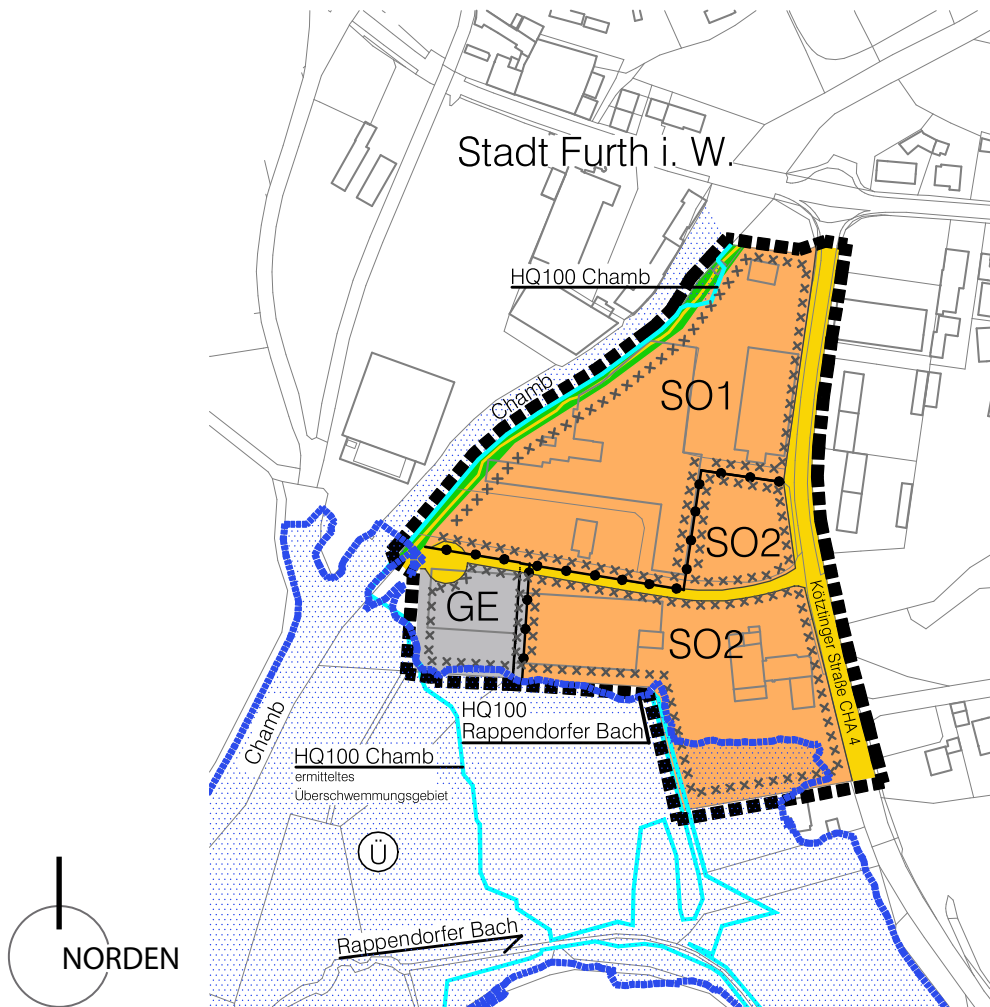 Stadt Furth i. W.
HQ100 Chamb
Chamb
SO1
SO2
GE
SO2
Kötztinger Straße CHA 4
HQ100
Rappendorfer Bach
Chamb
HQ100 Chamb
ermitteltes
Überschwemmungsgebiet
Ü
Rappendorfer Bach
NORDEN